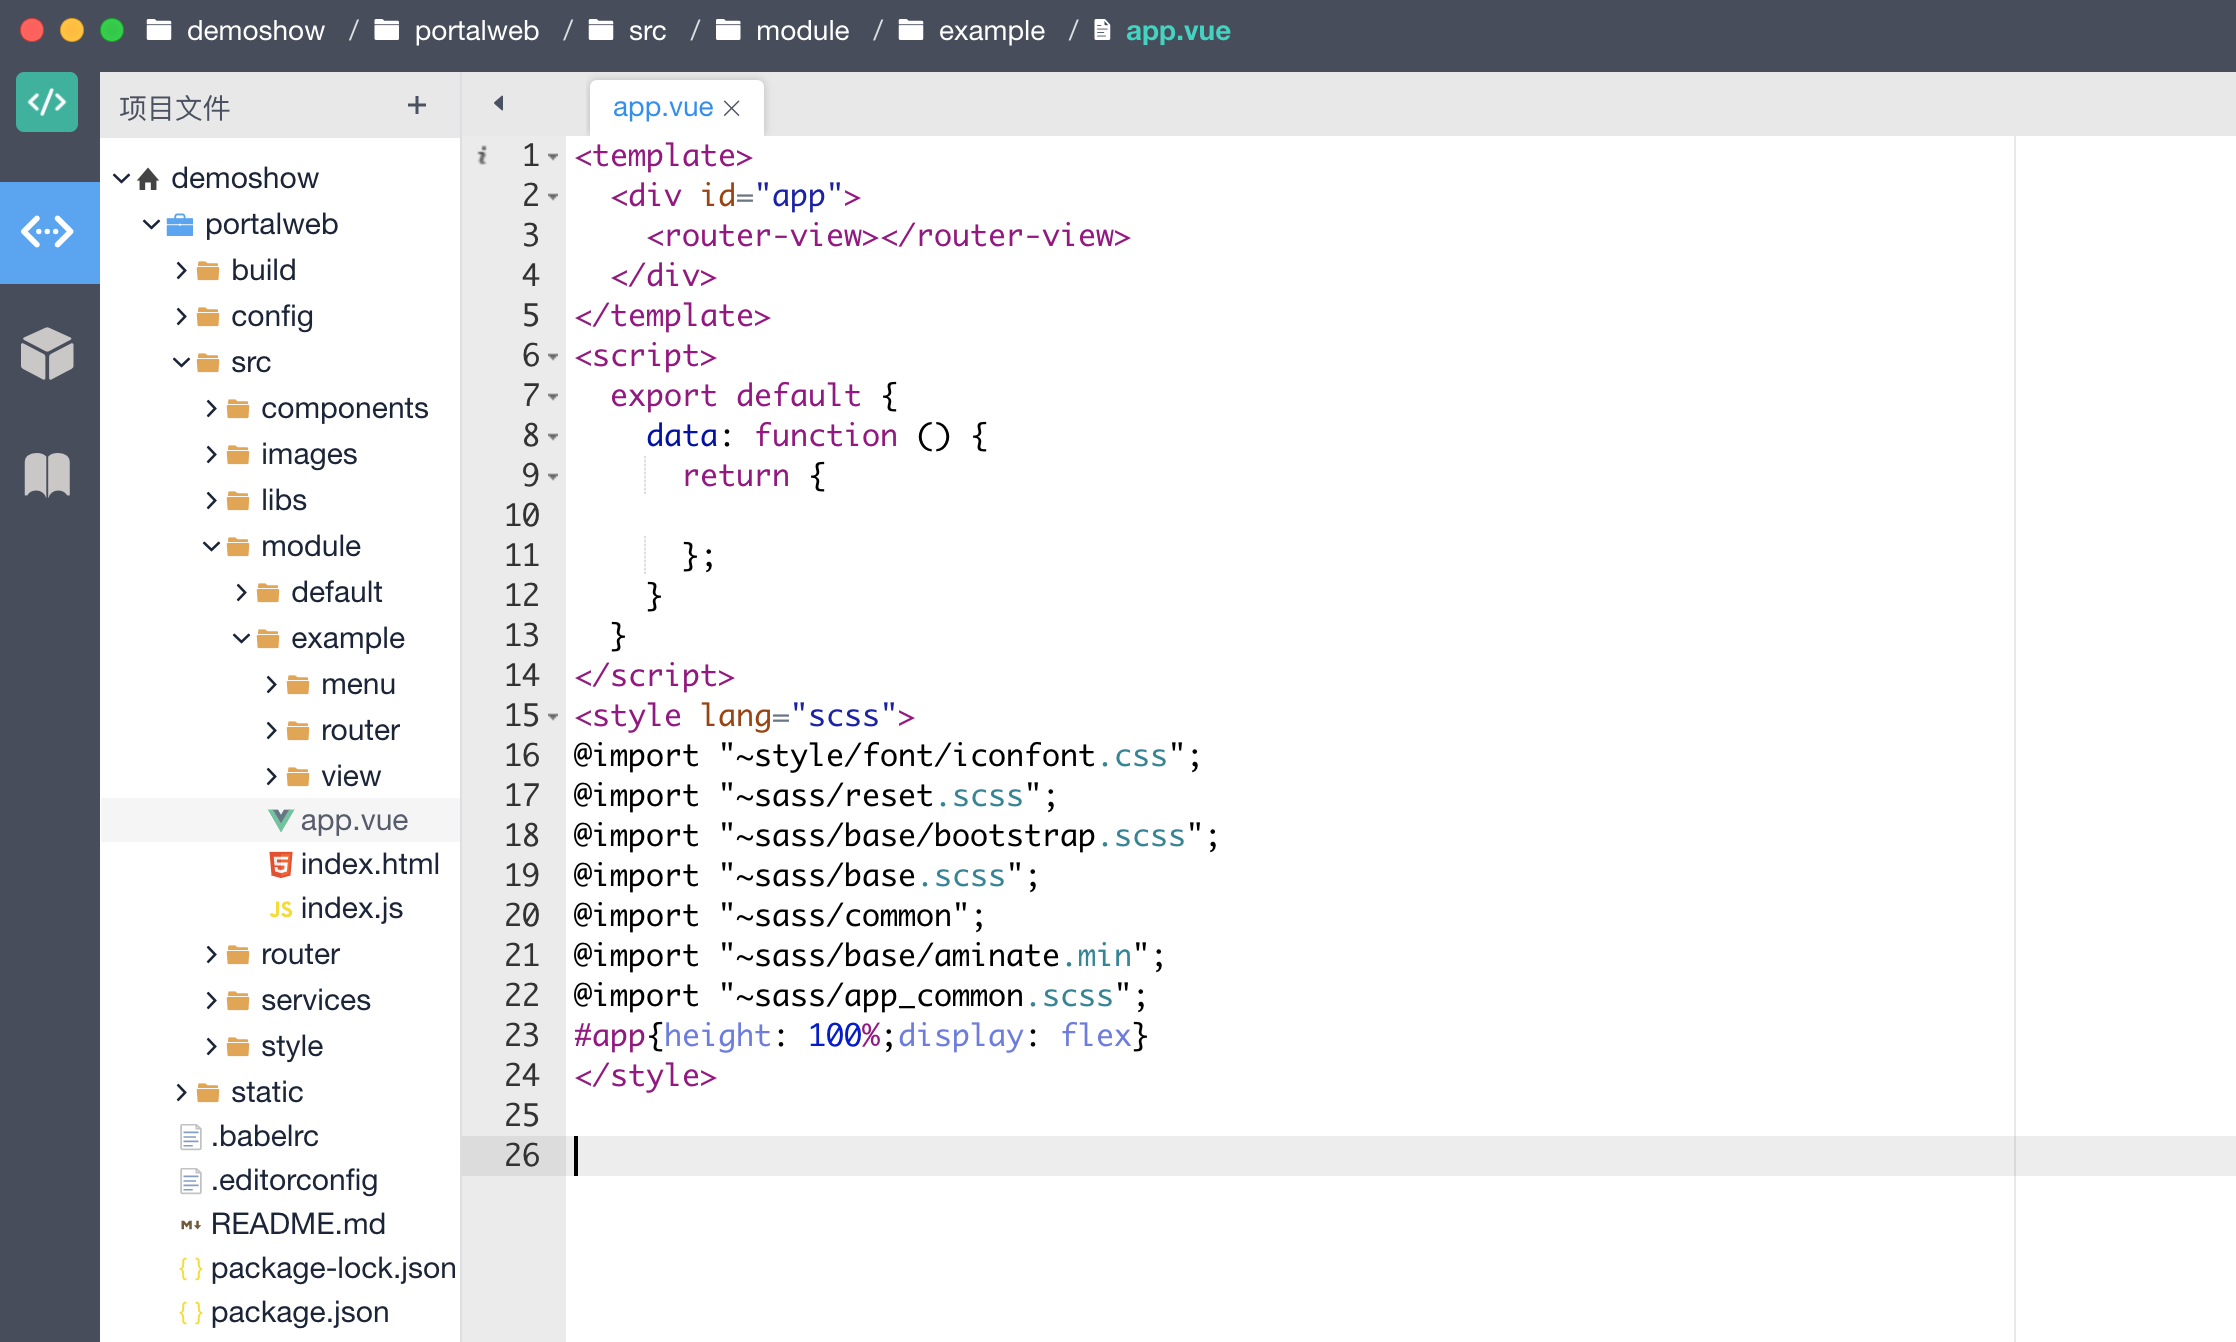 demoshow / portalweb / src / module / example / app.vue
项目文件 +
demoshow
portalweb
build
config
src
components
images
libs
module
default
example
menu
router
view
app.vue
index.html
JS index.js
router
services
style
static
.babelrc
.editorconfig
M↓ README.md
{} package-lock.json
{} package.json
app.vue ×
1 <template>
2 <div id="app">
3 <router-view></router-view>
4 </div>
5 </template>
6 <script>
7 export default {
8 data: function () {
9 return {
10
11 };
12 }
13 }
14 </script>
15 <style lang="scss">
16 @import "~style/font/iconfont.css";
17 @import "~sass/reset.scss";
18 @import "~sass/base/bootstrap.scss";
19 @import "~sass/base.scss";
20 @import "~sass/common";
21 @import "~sass/base/aminate.min";
22 @import "~sass/app_common.scss";
23 #app{height: 100%;display: flex}
24 </style>
25
26